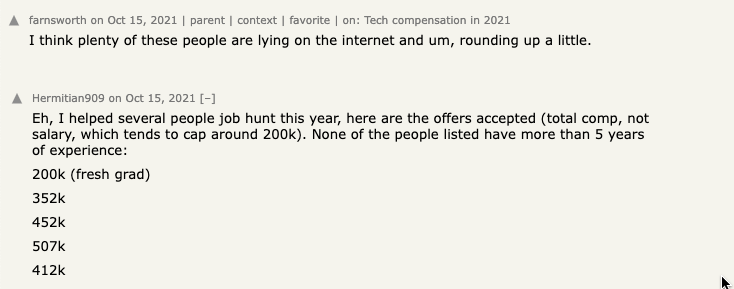 ▲ farnsworth on Oct 15, 2021 | parent | context | favorite | on: Tech compensation in 2021
I think plenty of these people are lying on the internet and um, rounding up a little.
▲ Hermitian909 on Oct 15, 2021 [–]
Eh, I helped several people job hunt this year, here are the offers accepted (total comp, not
salary, which tends to cap around 200k). None of the people listed have more than 5 years
of experience:
200k (fresh grad)
352k
452k
507k
412k